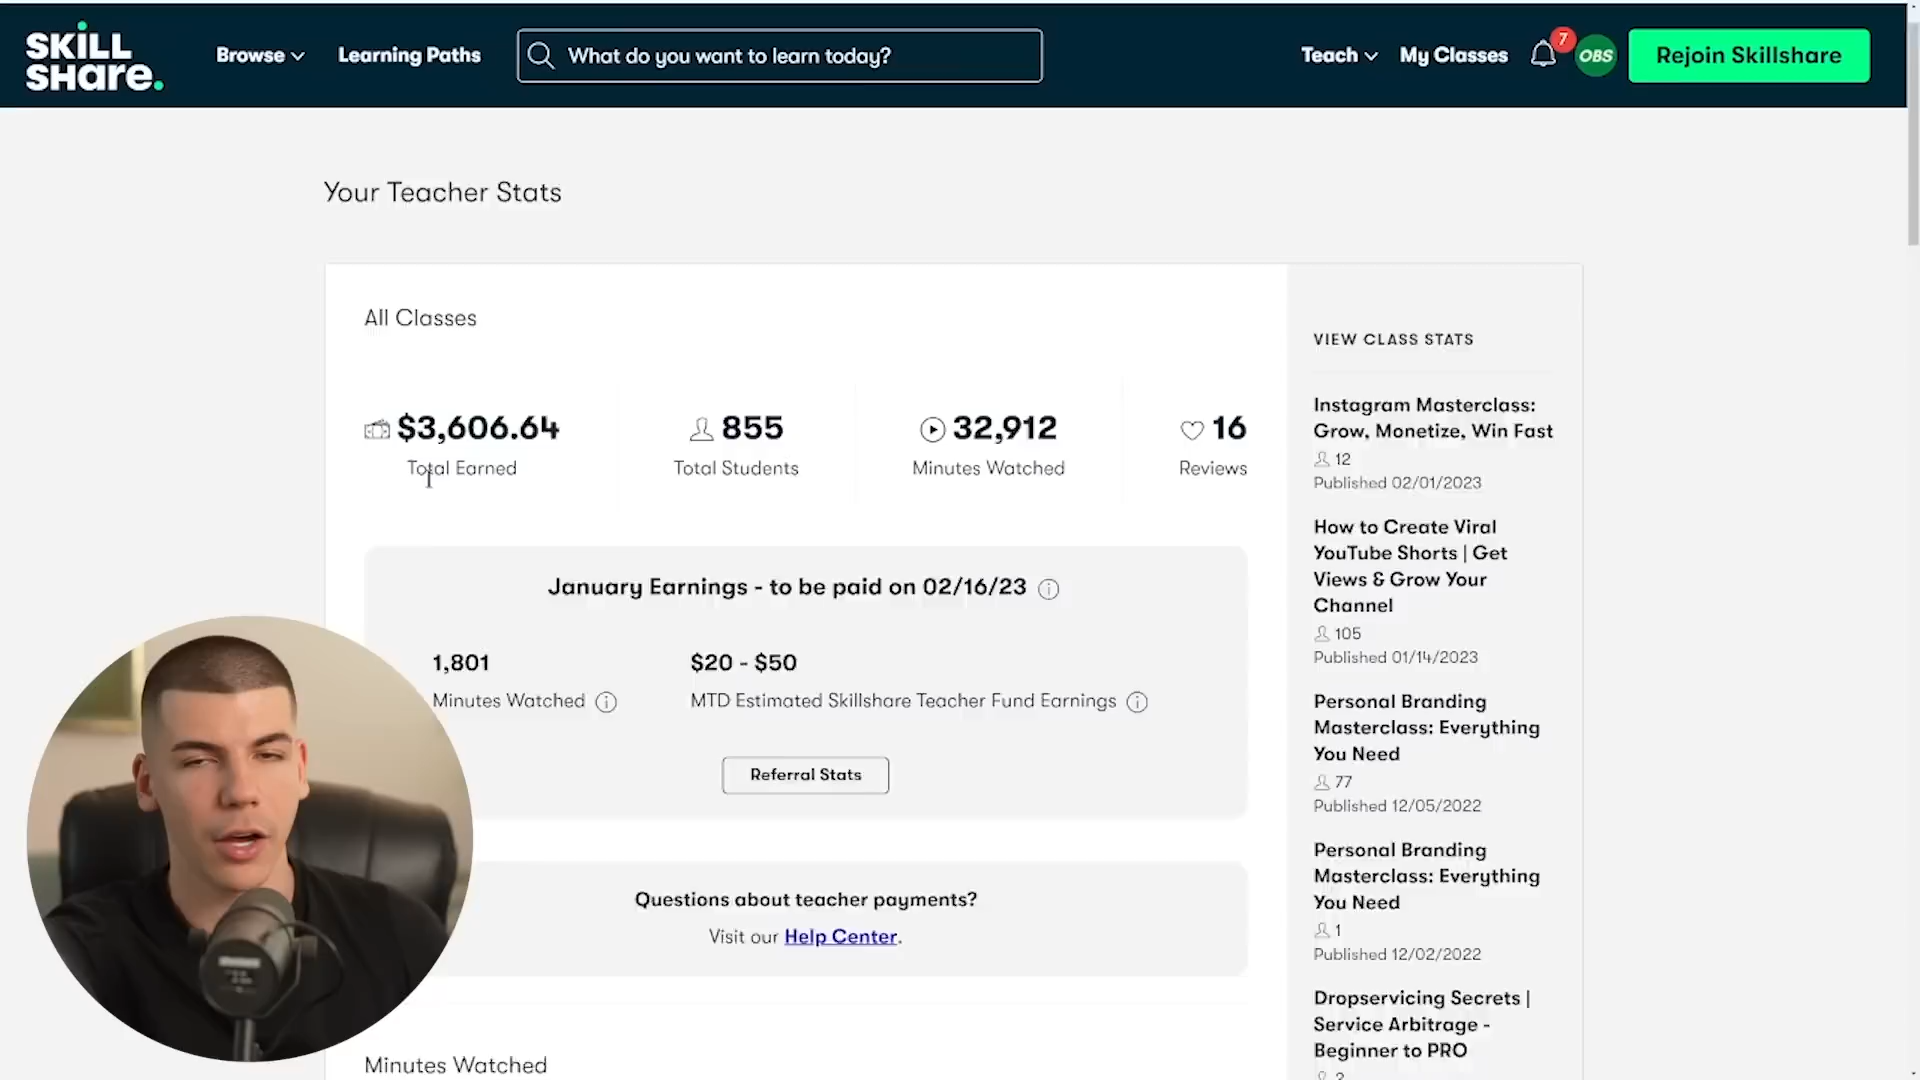 SKILL
SHare.
Browse
Learning Paths
What do you want to learn today?
Teach
My Classes
7
OBS
Rejoin Skillshare
Your Teacher Stats
All Classes
$3,606.64
Total Earned
855
Total Students
32,912
Minutes Watched
16
Reviews
January Earnings - to be paid on 02/16/23
1,801
Minutes Watched
$20 - $50
MTD Estimated Skillshare Teacher Fund Earnings
Referral Stats
Questions about teacher payments?
Visit our Help Center.
Minutes Watched
VIEW CLASS STATS
Instagram Masterclass:
Grow, Monetize, Win Fast
12
Published 02/01/2023
How to Create Viral
YouTube Shorts | Get
Views & Grow Your
Channel
105
Published 01/14/2023
Personal Branding
Masterclass: Everything
You Need
77
Published 12/05/2022
Personal Branding
Masterclass: Everything
You Need
1
Published 12/02/2022
Dropservicing Secrets |
Service Arbitrage -
Beginner to PRO